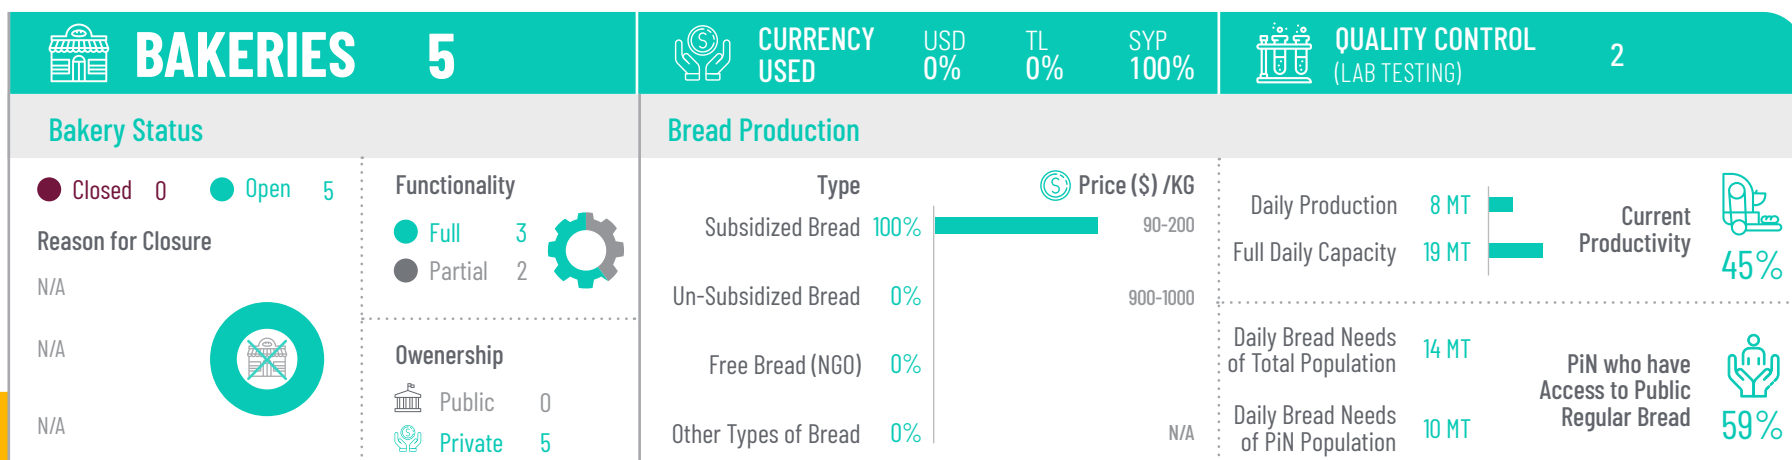 BAKERIES 5
CURRENCY
USED
USD
0%
TL
0%
SYP
100%
QUALITY CONTROL
(LAB TESTING)
2
Bakery Status
Closed 0
Open 5
Reason for Closure
N/A
N/A
N/A
Functionality
Full 3
Partial 2
Owenership
Public 0
Private 5
Bread Production
Type
Price ($) /KG
Subsidized Bread 100% 90-200
Un-Subsidized Bread 0% 900-1000
Free Bread (NGO) 0%
Other Types of Bread 0% N/A
Daily Production 8 MT
Full Daily Capacity 19 MT
Current
Productivity
45%
Daily Bread Needs
of Total Population
14 MT
Daily Bread Needs
of PiN Population
10 MT
PiN who have
Access to Public
Regular Bread
59%